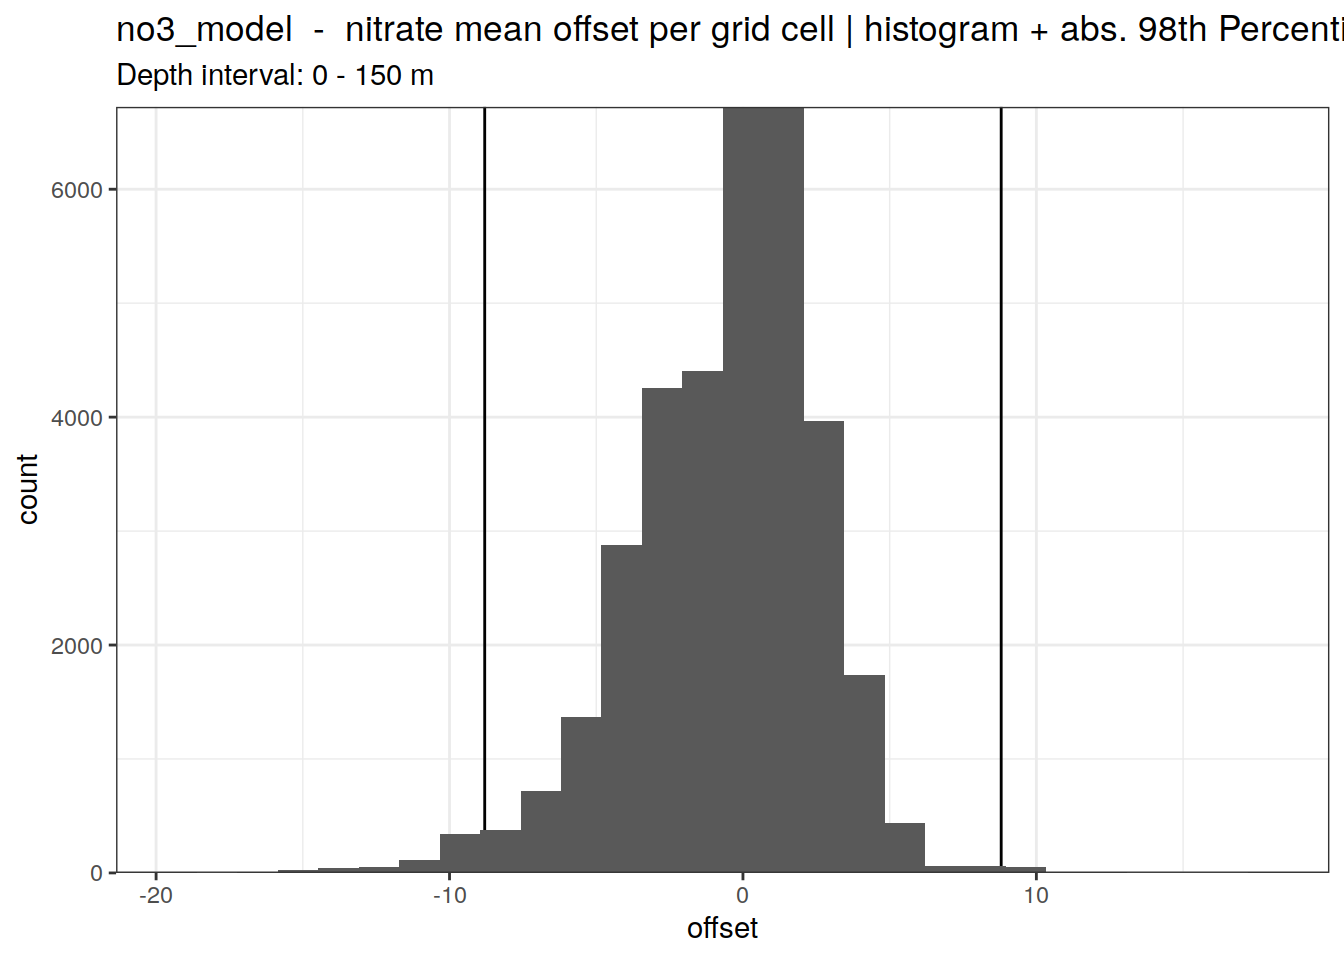 no3_model  -  nitrate mean offset per grid cell | histogram + abs. 98th Percenti
Depth interval: 0 - 150 m
6000
4000
2000
0
count
-20
-10
0
10
offset